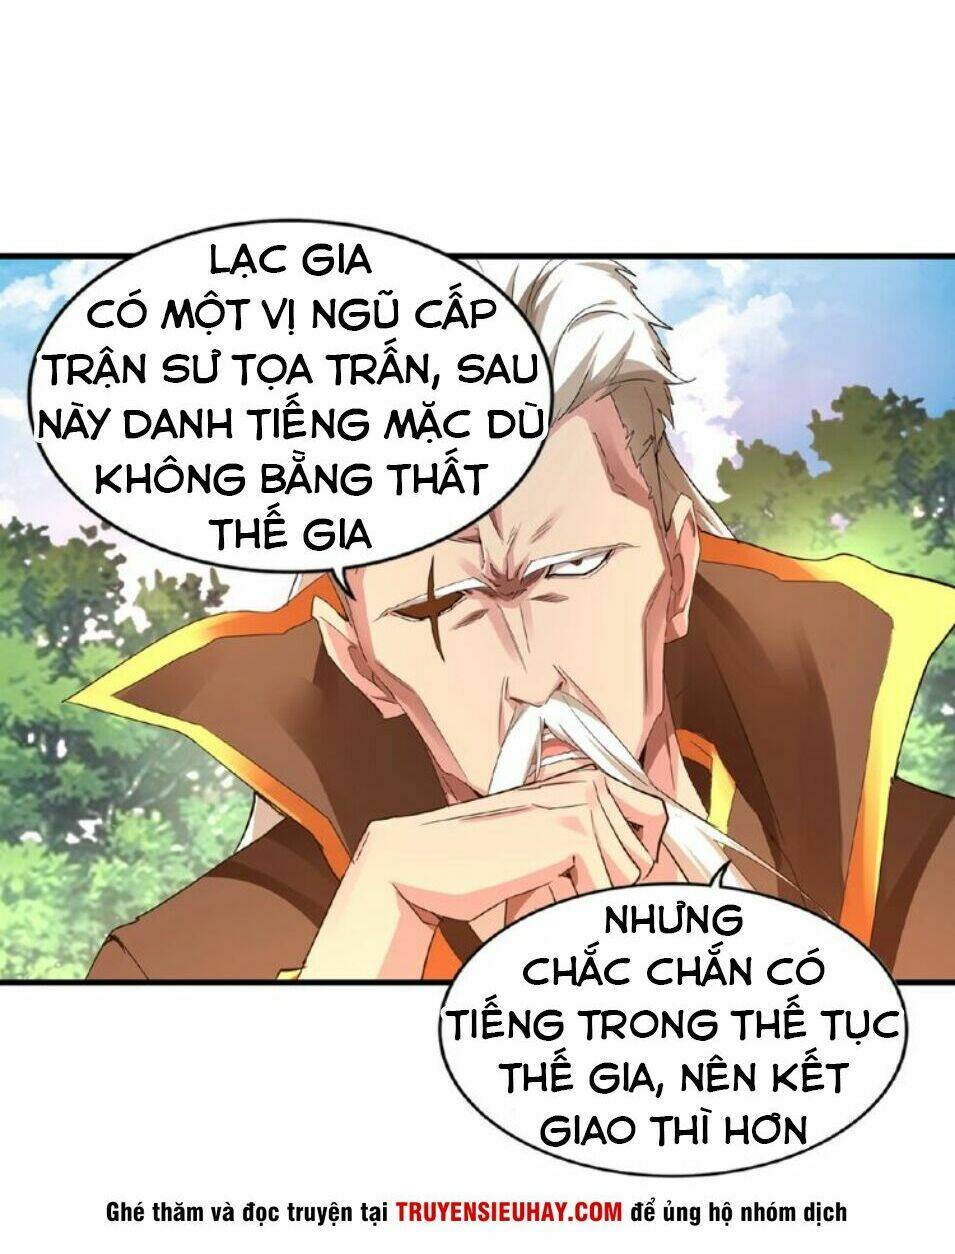 LẠC GIA
CÓ MỘT VỊ NGŨ CẤP
TRẬN SƯ TỌA TRẤN, SAU
NÀY DANH TIẾNG MẶC DÙ
KHÔNG BẰNG THẤT
THẾ GIA
NHƯNG
CHẮC CHẮN CÓ
TIẾNG TRONG THẾ TỤC
THẾ GIA, NÊN KẾT
GIAO THÌ HƠN
Ghé thăm và đọc truyện tại TRUYENSIEUHAY.COM để ủng hộ nhóm dịch